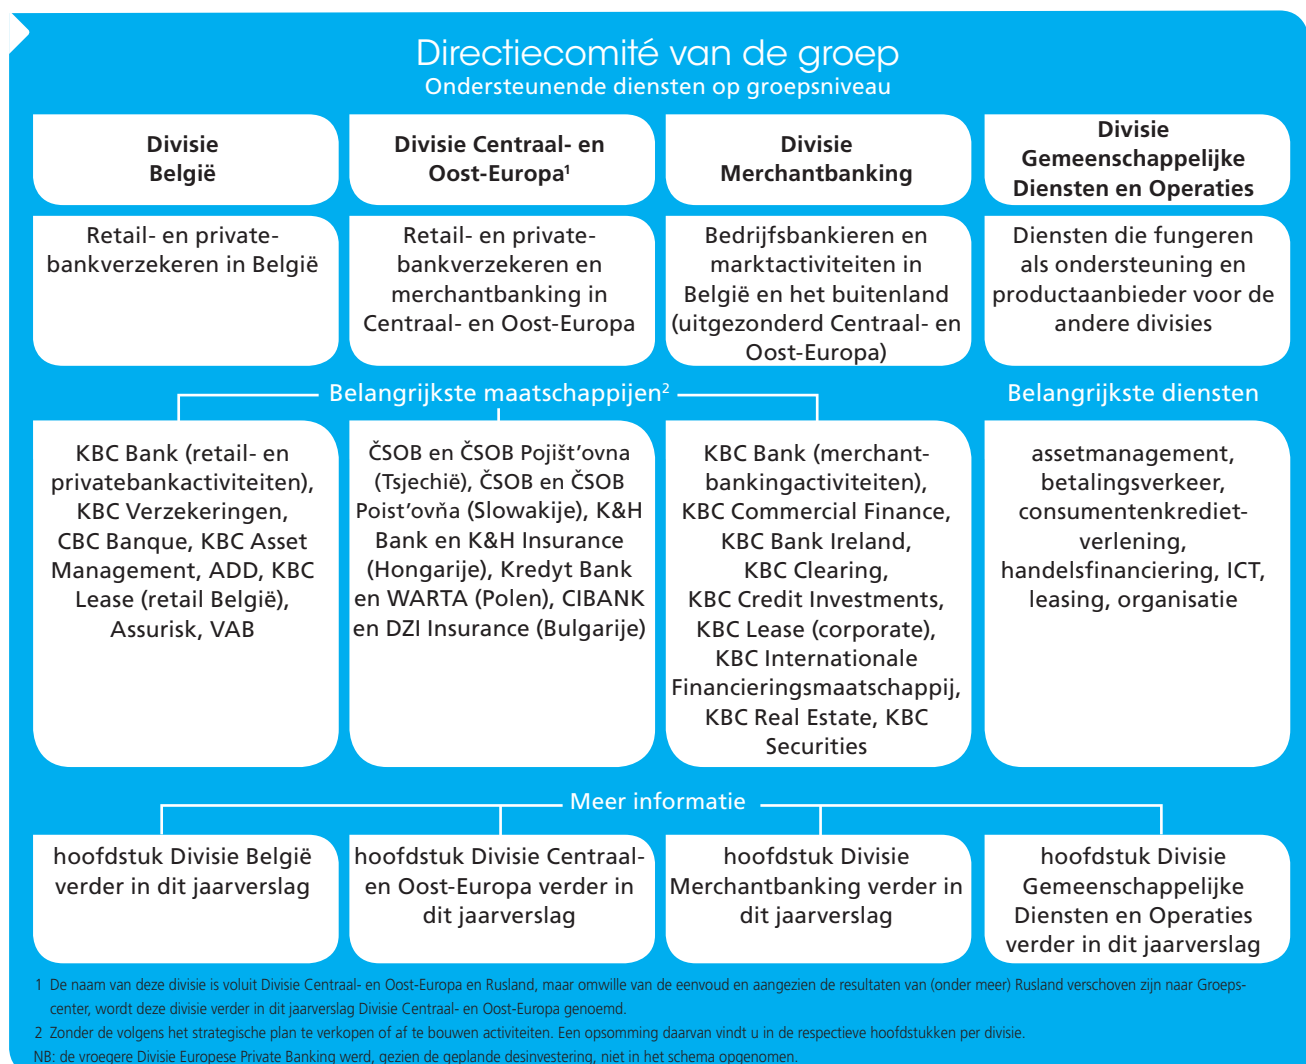 Directiecomité van de groep
Ondersteunende diensten op groepsniveau
Divisie
België
Divisie Centraal- en
Oost-Europa¹
Divisie
Merchantbanking
Divisie
Gemeenschappelijke
Diensten en Operaties
Retail- en private-
bankverzekeren in België
Retail- en private-
bankverzekeren en
merchantbanking in
Centraal- en Oost-Europa
Bedrijfsbankieren en
marktactiviteiten in
België en het buitenland
(uitgezonderd Centraal- en
Oost-Europa)
Diensten die fungeren
als ondersteuning en
productaanbieder voor de
andere divisies
Belangrijkste maatschappijen²
Belangrijkste diensten
KBC Bank (retail- en
privatebankactiviteiten),
KBC Verzekeringen,
CBC Banque, KBC Asset
Management, ADD, KBC
Lease (retail België),
Assurisk, VAB
ČSOB en ČSOB Pojišt’ovna
(Tsjechië), ČSOB en ČSOB
Poist’ovňa (Slowakije), K&H
Bank en K&H Insurance
(Hongarije), Kredyt Bank
en WARTA (Polen), CIBANK
en DZI Insurance (Bulgarije)
KBC Bank (merchant-
bankingactiviteiten),
KBC Commercial Finance,
KBC Bank Ireland,
KBC Clearing,
KBC Credit Investments,
KBC Lease (corporate),
KBC Internationale
Financieringsmaatschappij,
KBC Real Estate, KBC
Securities
assetmanagement,
betalingsverkeer,
consumentenkrediet-
verlening,
handelsfinanciering, ICT,
leasing, organisatie
Meer informatie
hoofdstuk Divisie België
verder in dit jaarverslag
hoofdstuk Divisie Centraal-
en Oost-Europa verder in
dit jaarverslag
hoofdstuk Divisie
Merchantbanking verder in
dit jaarverslag
hoofdstuk Divisie
Gemeenschappelijke
Diensten en Operaties
verder in dit jaarverslag
1 De naam van deze divisie is voluit Divisie Centraal- en Oost-Europa en Rusland, maar omwille van de eenvoud en aangezien de resultaten van (onder meer) Rusland verschoven zijn naar Groeps-
center, wordt deze divisie verder in dit jaarverslag Divisie Centraal- en Oost-Europa genoemd.
2 Zonder de volgens het strategische plan te verkopen of af te bouwen activiteiten. Een opsomming daarvan vindt u in de respectieve hoofdstukken per divisie.
NB: de vroegere Divisie Europese Private Banking werd, gezien de geplande desinvestering, niet in het schema opgenomen.